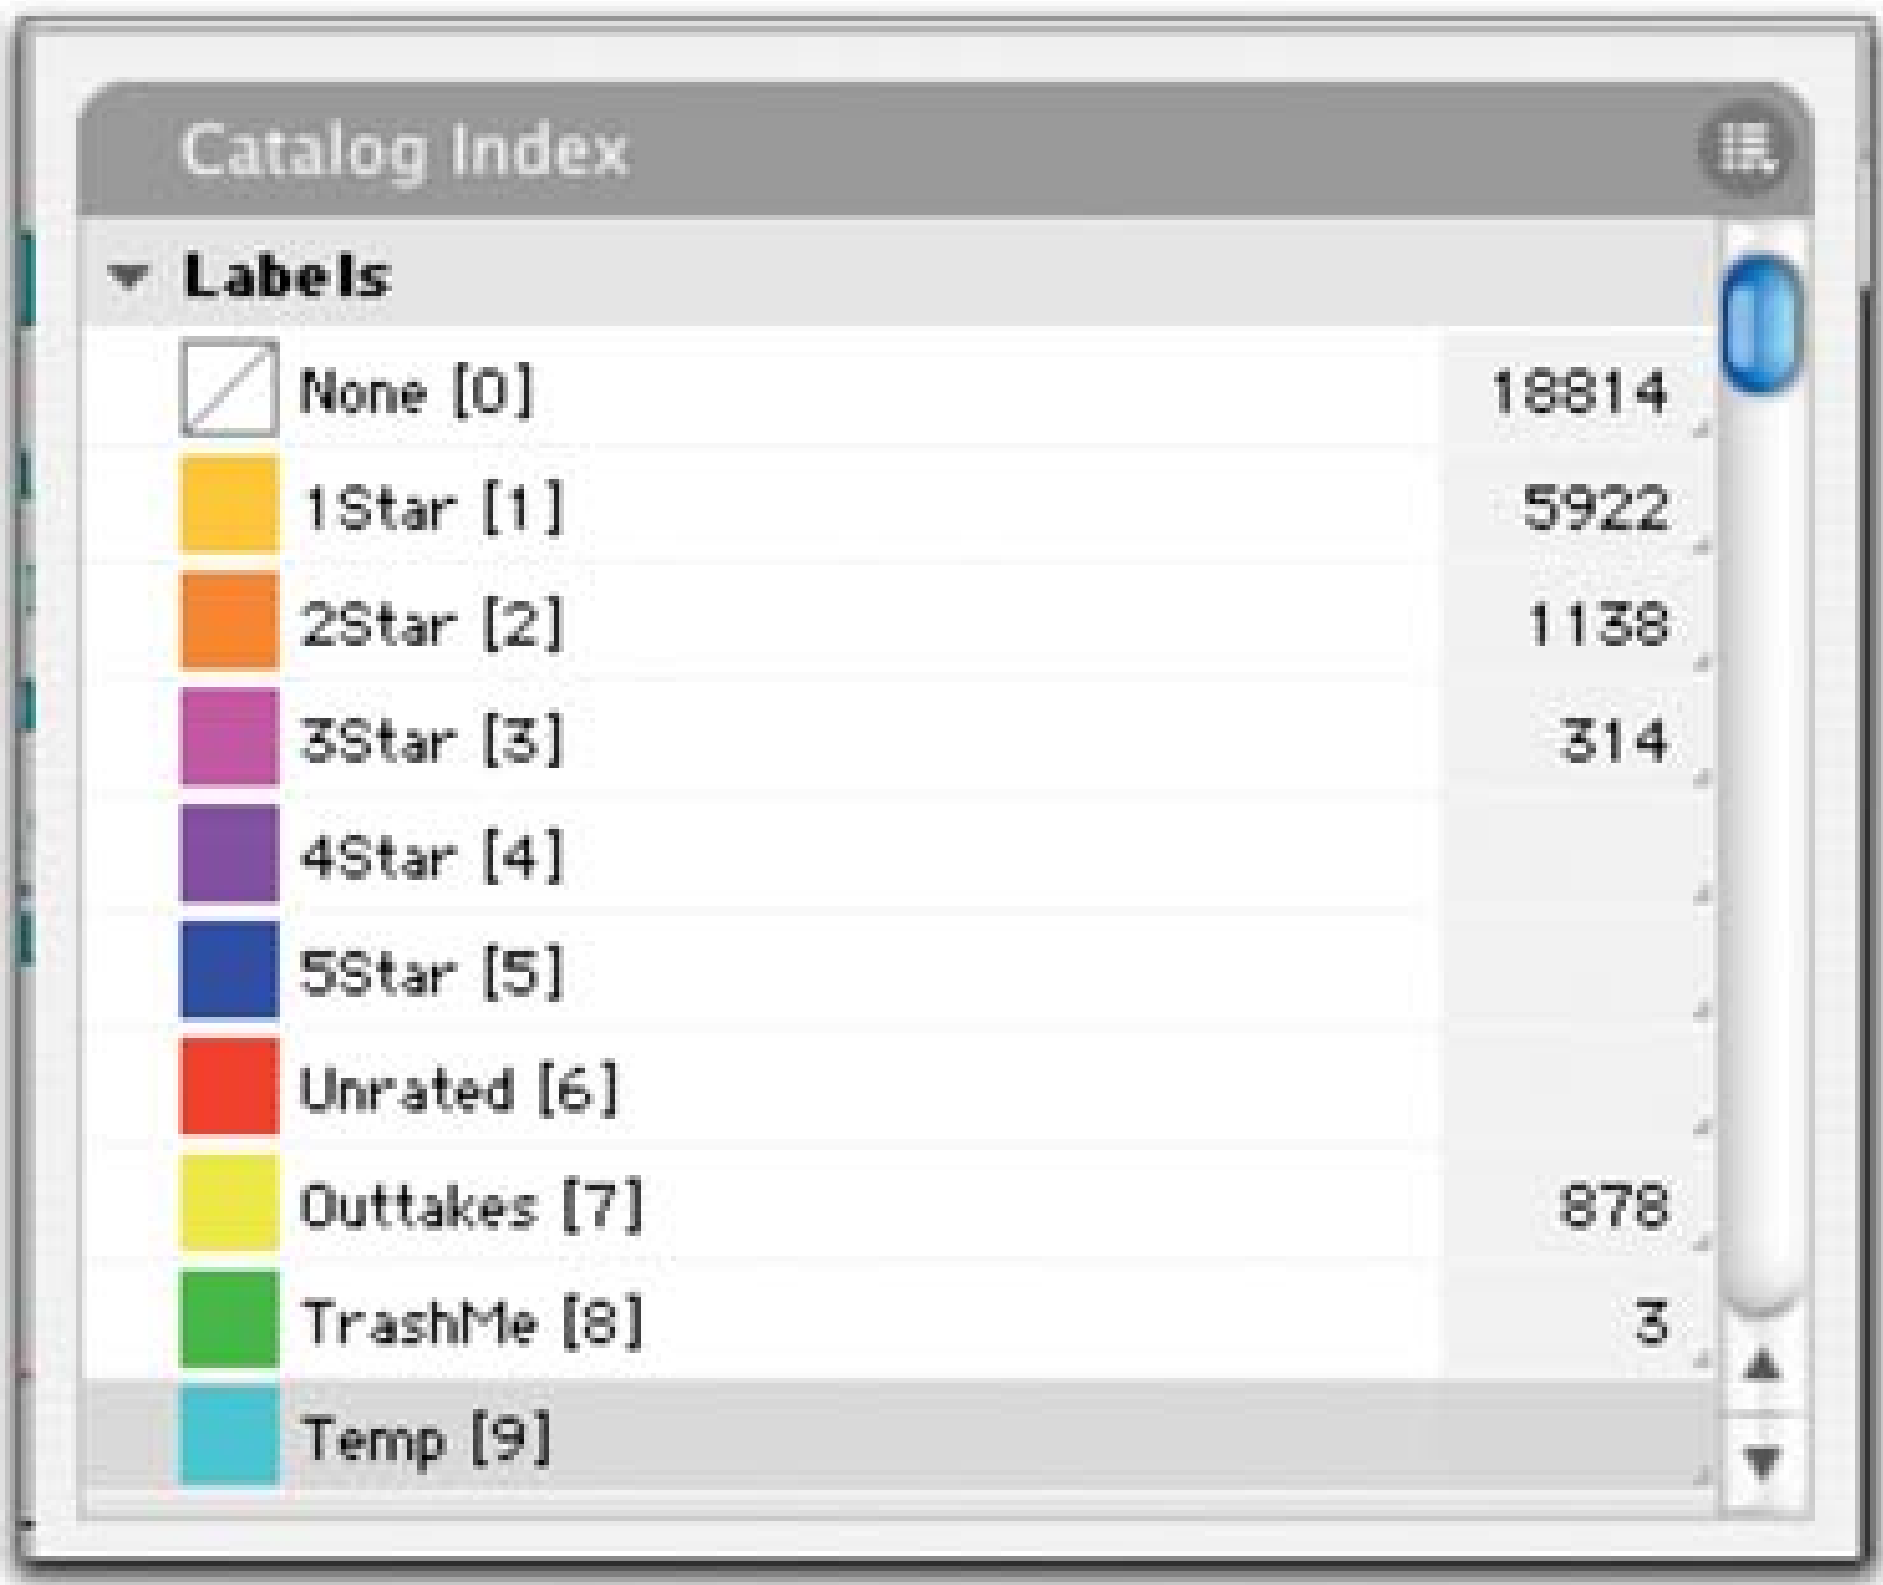 Catalog Index
Labels
None [0] 18814
1Star [1] 5922
2Star [2] 1138
3Star [3] 314
4Star [4]
5Star [5]
Unrated [6]
Outtakes [7] 878
TrashMe [8] 3
Temp [9]